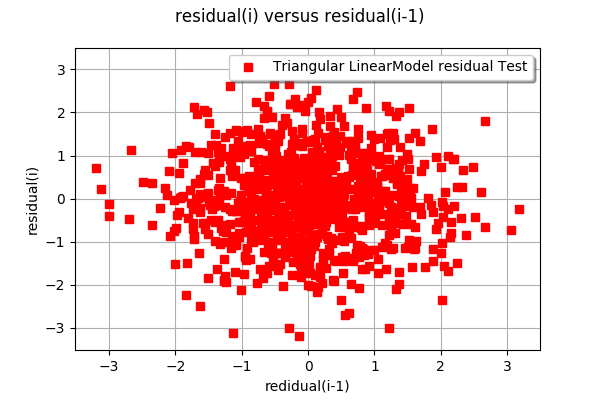 residual(i) versus residual(i-1)
Triangular LinearModel residual Test
3
2
1
0
−1
−2
−3
residual(i)
−3 −2 −1 0 1 2 3
redidual(i-1)